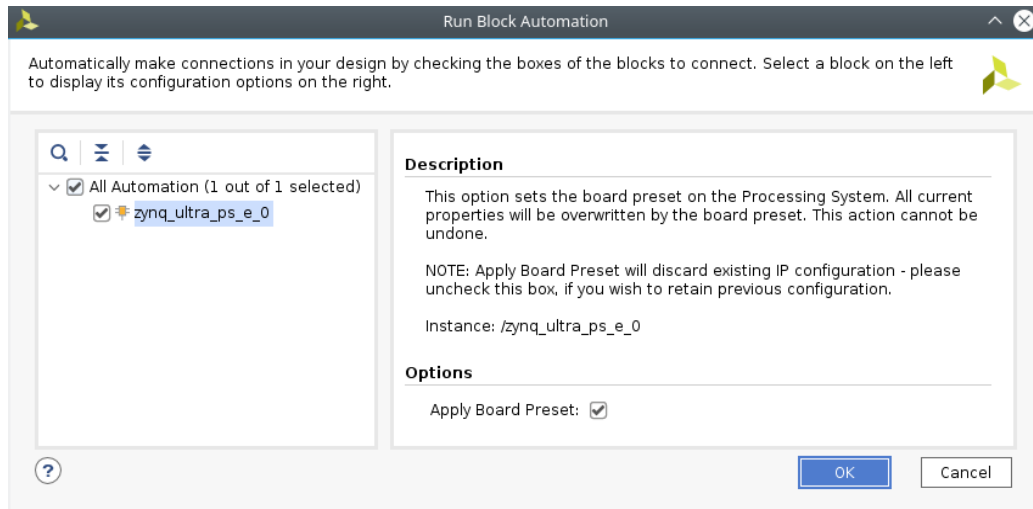 Run Block Automation
Automatically make connections in your design by checking the boxes of the blocks to connect. Select a block on the left
to display its configuration options on the right.
All Automation (1 out of 1 selected)
zynq_ultra_ps_e_0
Description
This option sets the board preset on the Processing System. All current
properties will be overwritten by the board preset. This action cannot be
undone.
NOTE: Apply Board Preset will discard existing IP configuration - please
uncheck this box, if you wish to retain previous configuration.
Instance: /zynq_ultra_ps_e_0
Options
Apply Board Preset:
?
OK
Cancel